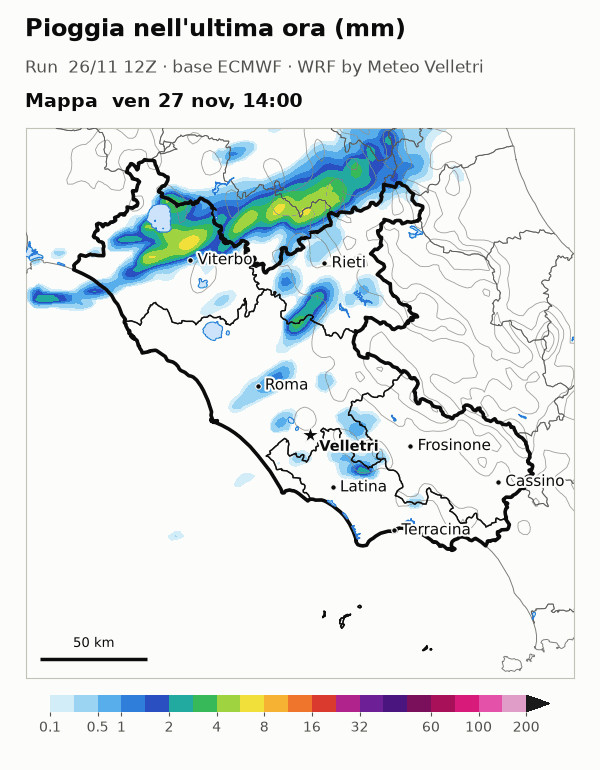 Pioggia nell'ultima ora (mm)
Run  26/11 12Z · base ECMWF · WRF by Meteo Velletri
Mappa  ven 27 nov, 14:00
Viterbo
Rieti
Roma
Velletri
Frosinone
Latina
Cassino
Terracina
50 km
0.1 0.5 1 2 4 8 16 32 60 100 200